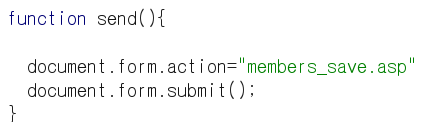 function send(){
document.form.action="members_save.asp"
document.form.submit();
}